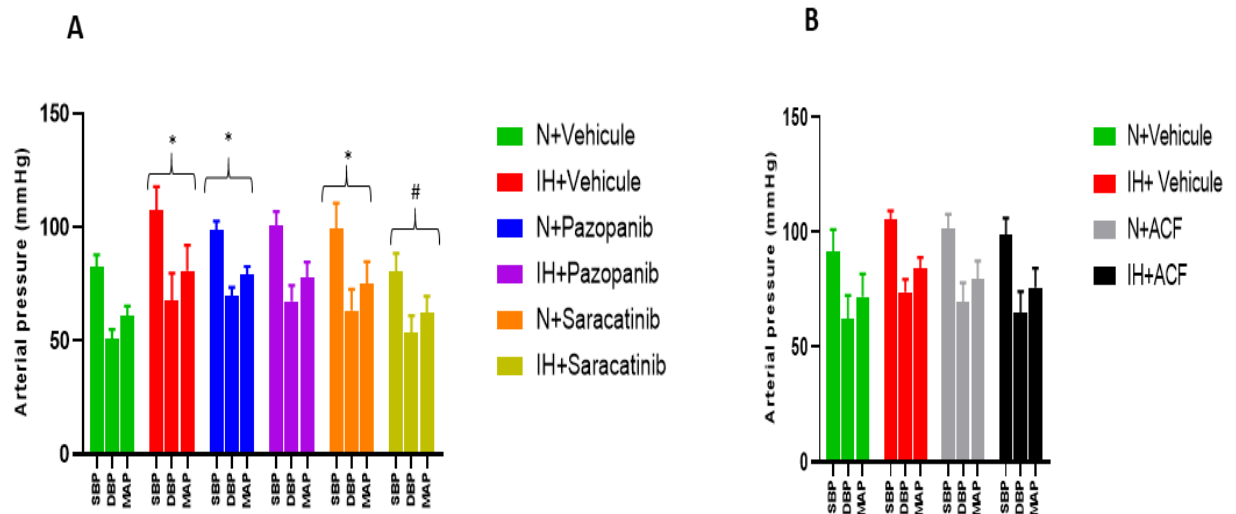 A
Arterial pressure (mmHg)
150
100
50
0
*
*
*
#
SBP
DBP
MAP
SBP
DBP
MAP
SBP
DBP
MAP
SBP
DBP
MAP
SBP
DBP
MAP
SBP
DBP
MAP
N+Vehicule
IH+Vehicule
N+Pazopanib
IH+Pazopanib
N+Saracatinib
IH+Saracatinib
B
Arterial pressure (mmHg)
150
100
50
0
SBP
DBP
MAP
SBP
DBP
MAP
SBP
DBP
MAP
SBP
DBP
MAP
N+Vehicule
IH+ Vehicule
N+ACF
IH+ACF